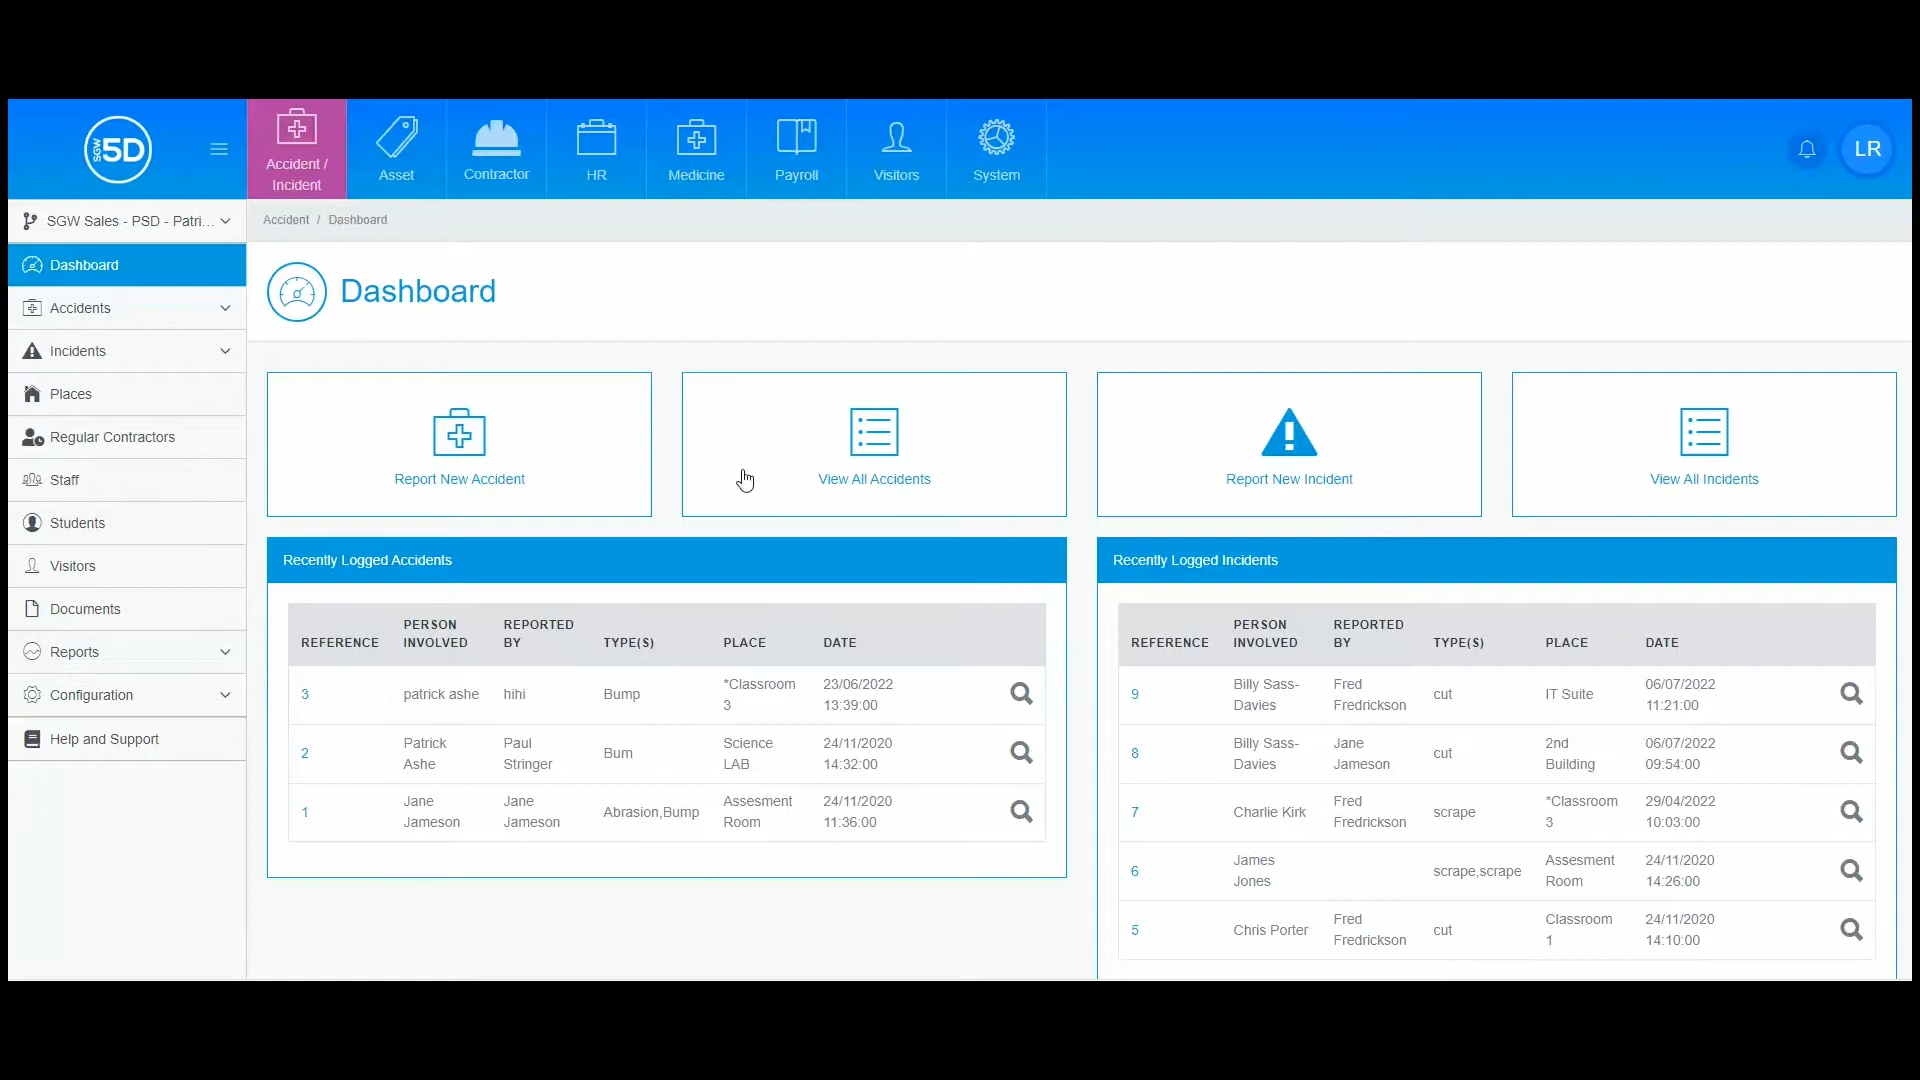 SGW 5D
Accident / Incident
Asset
Contractor
HR
Medicine
Payroll
Visitors
System
LR
SGW Sales - PSD - Patri...
Accident / Dashboard
Dashboard
Accidents
Incidents
Places
Regular Contractors
Staff
Students
Visitors
Documents
Reports
Configuration
Help and Support
Dashboard
Report New Accident
View All Accidents
Report New Incident
View All Incidents
Recently Logged Accidents
REFERENCE PERSON INVOLVED REPORTED BY TYPE(S) PLACE DATE
3 patrick ashe hihi Bump *Classroom 3 23/06/2022 13:39:00
2 Patrick Ashe Paul Stringer Burn Science LAB 24/11/2020 14:32:00
1 Jane Jameson Jane Jameson Abrasion,Bump Assesment Room 24/11/2020 11:36:00
Recently Logged Incidents
REFERENCE PERSON INVOLVED REPORTED BY TYPE(S) PLACE DATE
9 Billy Sass-Davies Fred Fredrickson cut IT Suite 06/07/2022 11:21:00
8 Billy Sass-Davies Jane Jameson cut 2nd Building 06/07/2022 09:54:00
7 Charlie Kirk Fred Fredrickson scrape *Classroom 3 29/04/2022 10:03:00
6 James Jones scrape,scrape Assesment Room 24/11/2020 14:26:00
5 Chris Porter Fred Fredrickson cut Classroom 1 24/11/2020 14:10:00